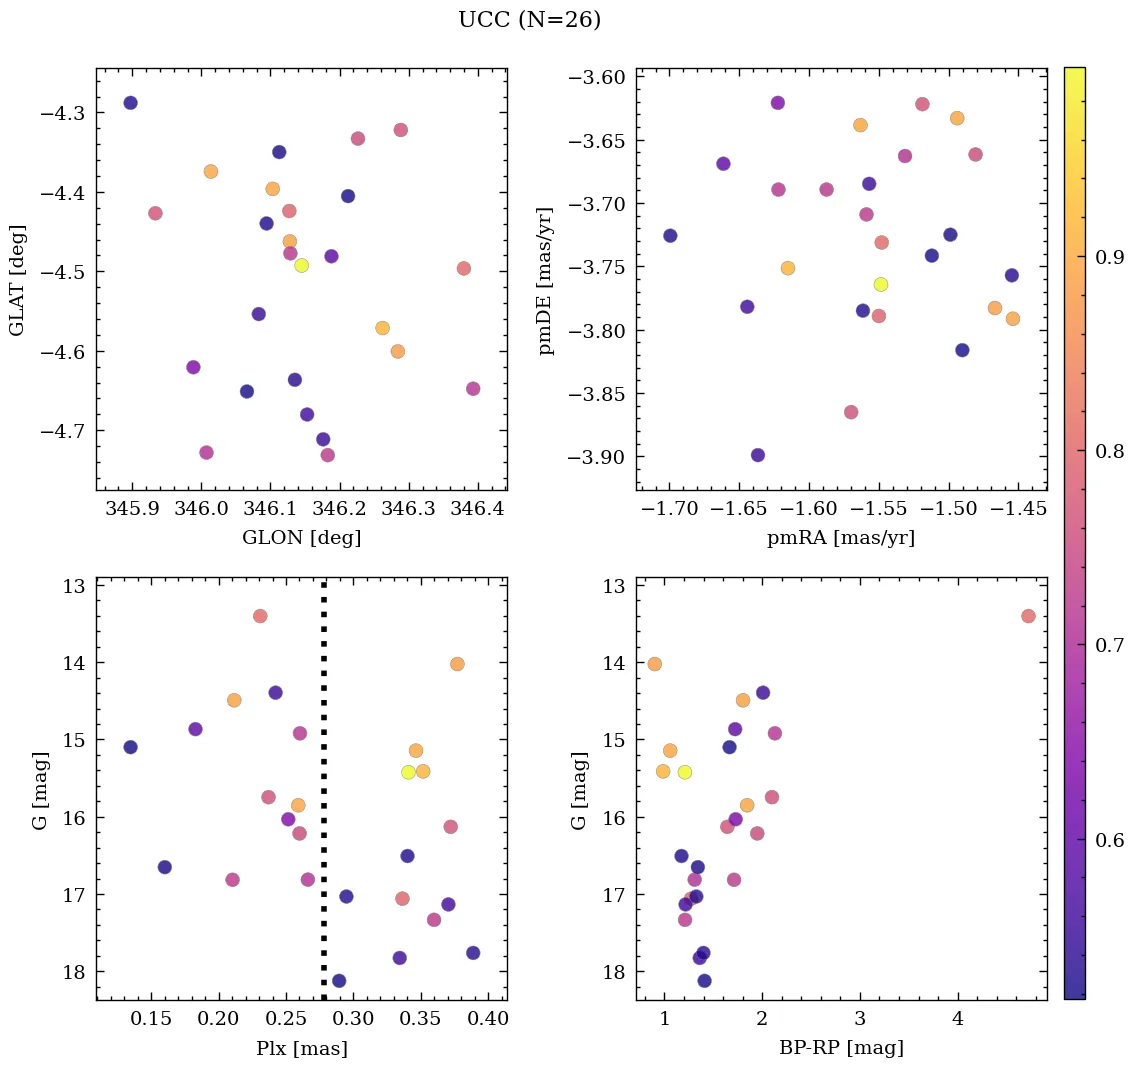 UCC (N=26)
−4.3
−4.4
−4.5
−4.6
−4.7
GLAT [deg]
345.9 346.0 346.1 346.2 346.3 346.4
GLON [deg]
−3.60
−3.65
−3.70
−3.75
−3.80
−3.85
−3.90
pmDE [mas/yr]
−1.70 −1.65 −1.60 −1.55 −1.50 −1.45
pmRA [mas/yr]
0.9
0.8
0.7
0.6
13
14
15
16
17
18
G [mag]
0.15 0.20 0.25 0.30 0.35 0.40
Plx [mas]
13
14
15
16
17
18
G [mag]
1 2 3 4
BP-RP [mag]